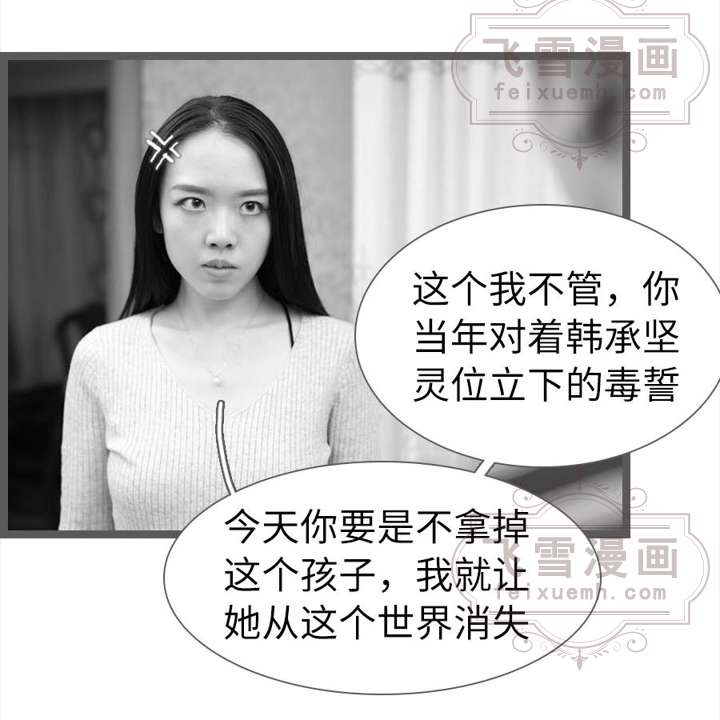 飞雪漫画
feixuemh.com
这个我不管，你
当年对着韩承坚
灵位立下的毒誓
今天你要是不拿掉
这个孩子，我就让
她从这个世界消失
飞雪漫画
feixuemh.com